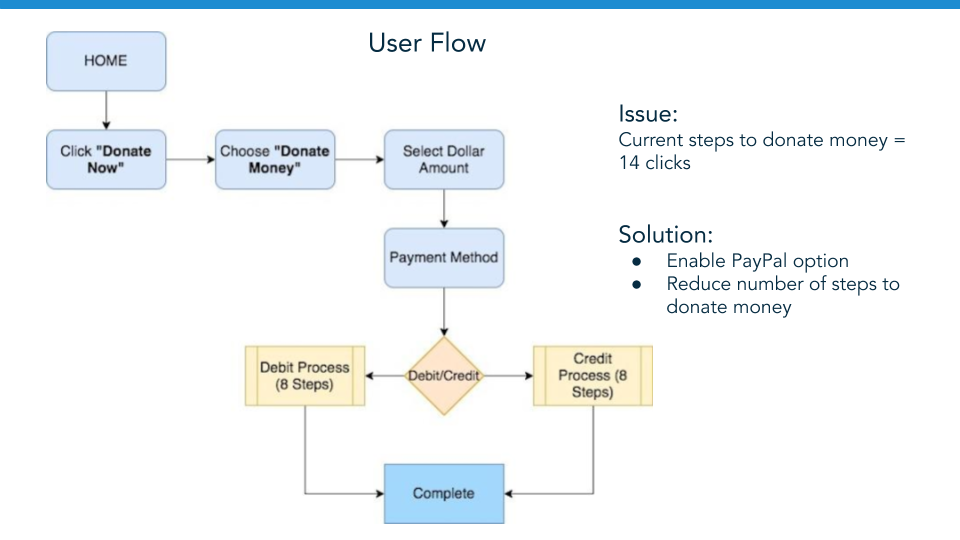 User Flow
HOME
Click "Donate
Now"
Choose "Donate
Money"
Select Dollar
Amount
Payment Method
Debit Process
(8 Steps)
Debit/Credit
Credit
Process (8
Steps)
Complete
Issue:
Current steps to donate money =
14 clicks
Solution:
● Enable PayPal option
● Reduce number of steps to
donate money